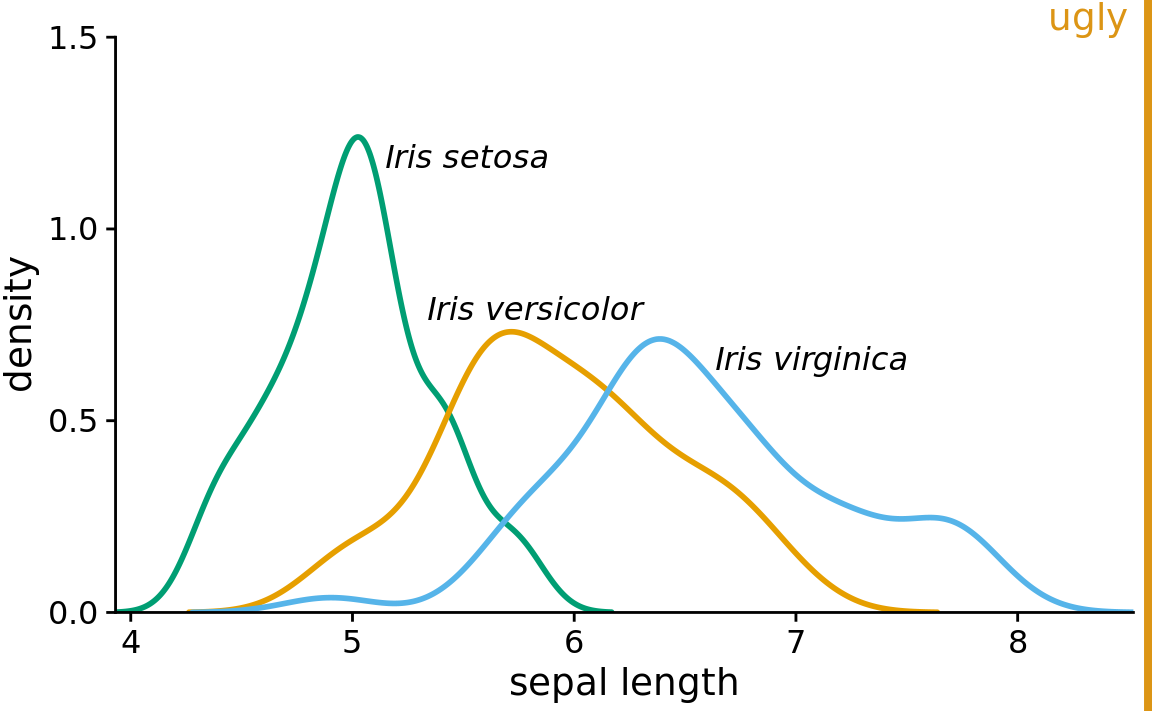 ugly
1.5
1.0
0.5
0.0
density
Iris setosa
Iris versicolor
Iris virginica
4 5 6 7 8
sepal length